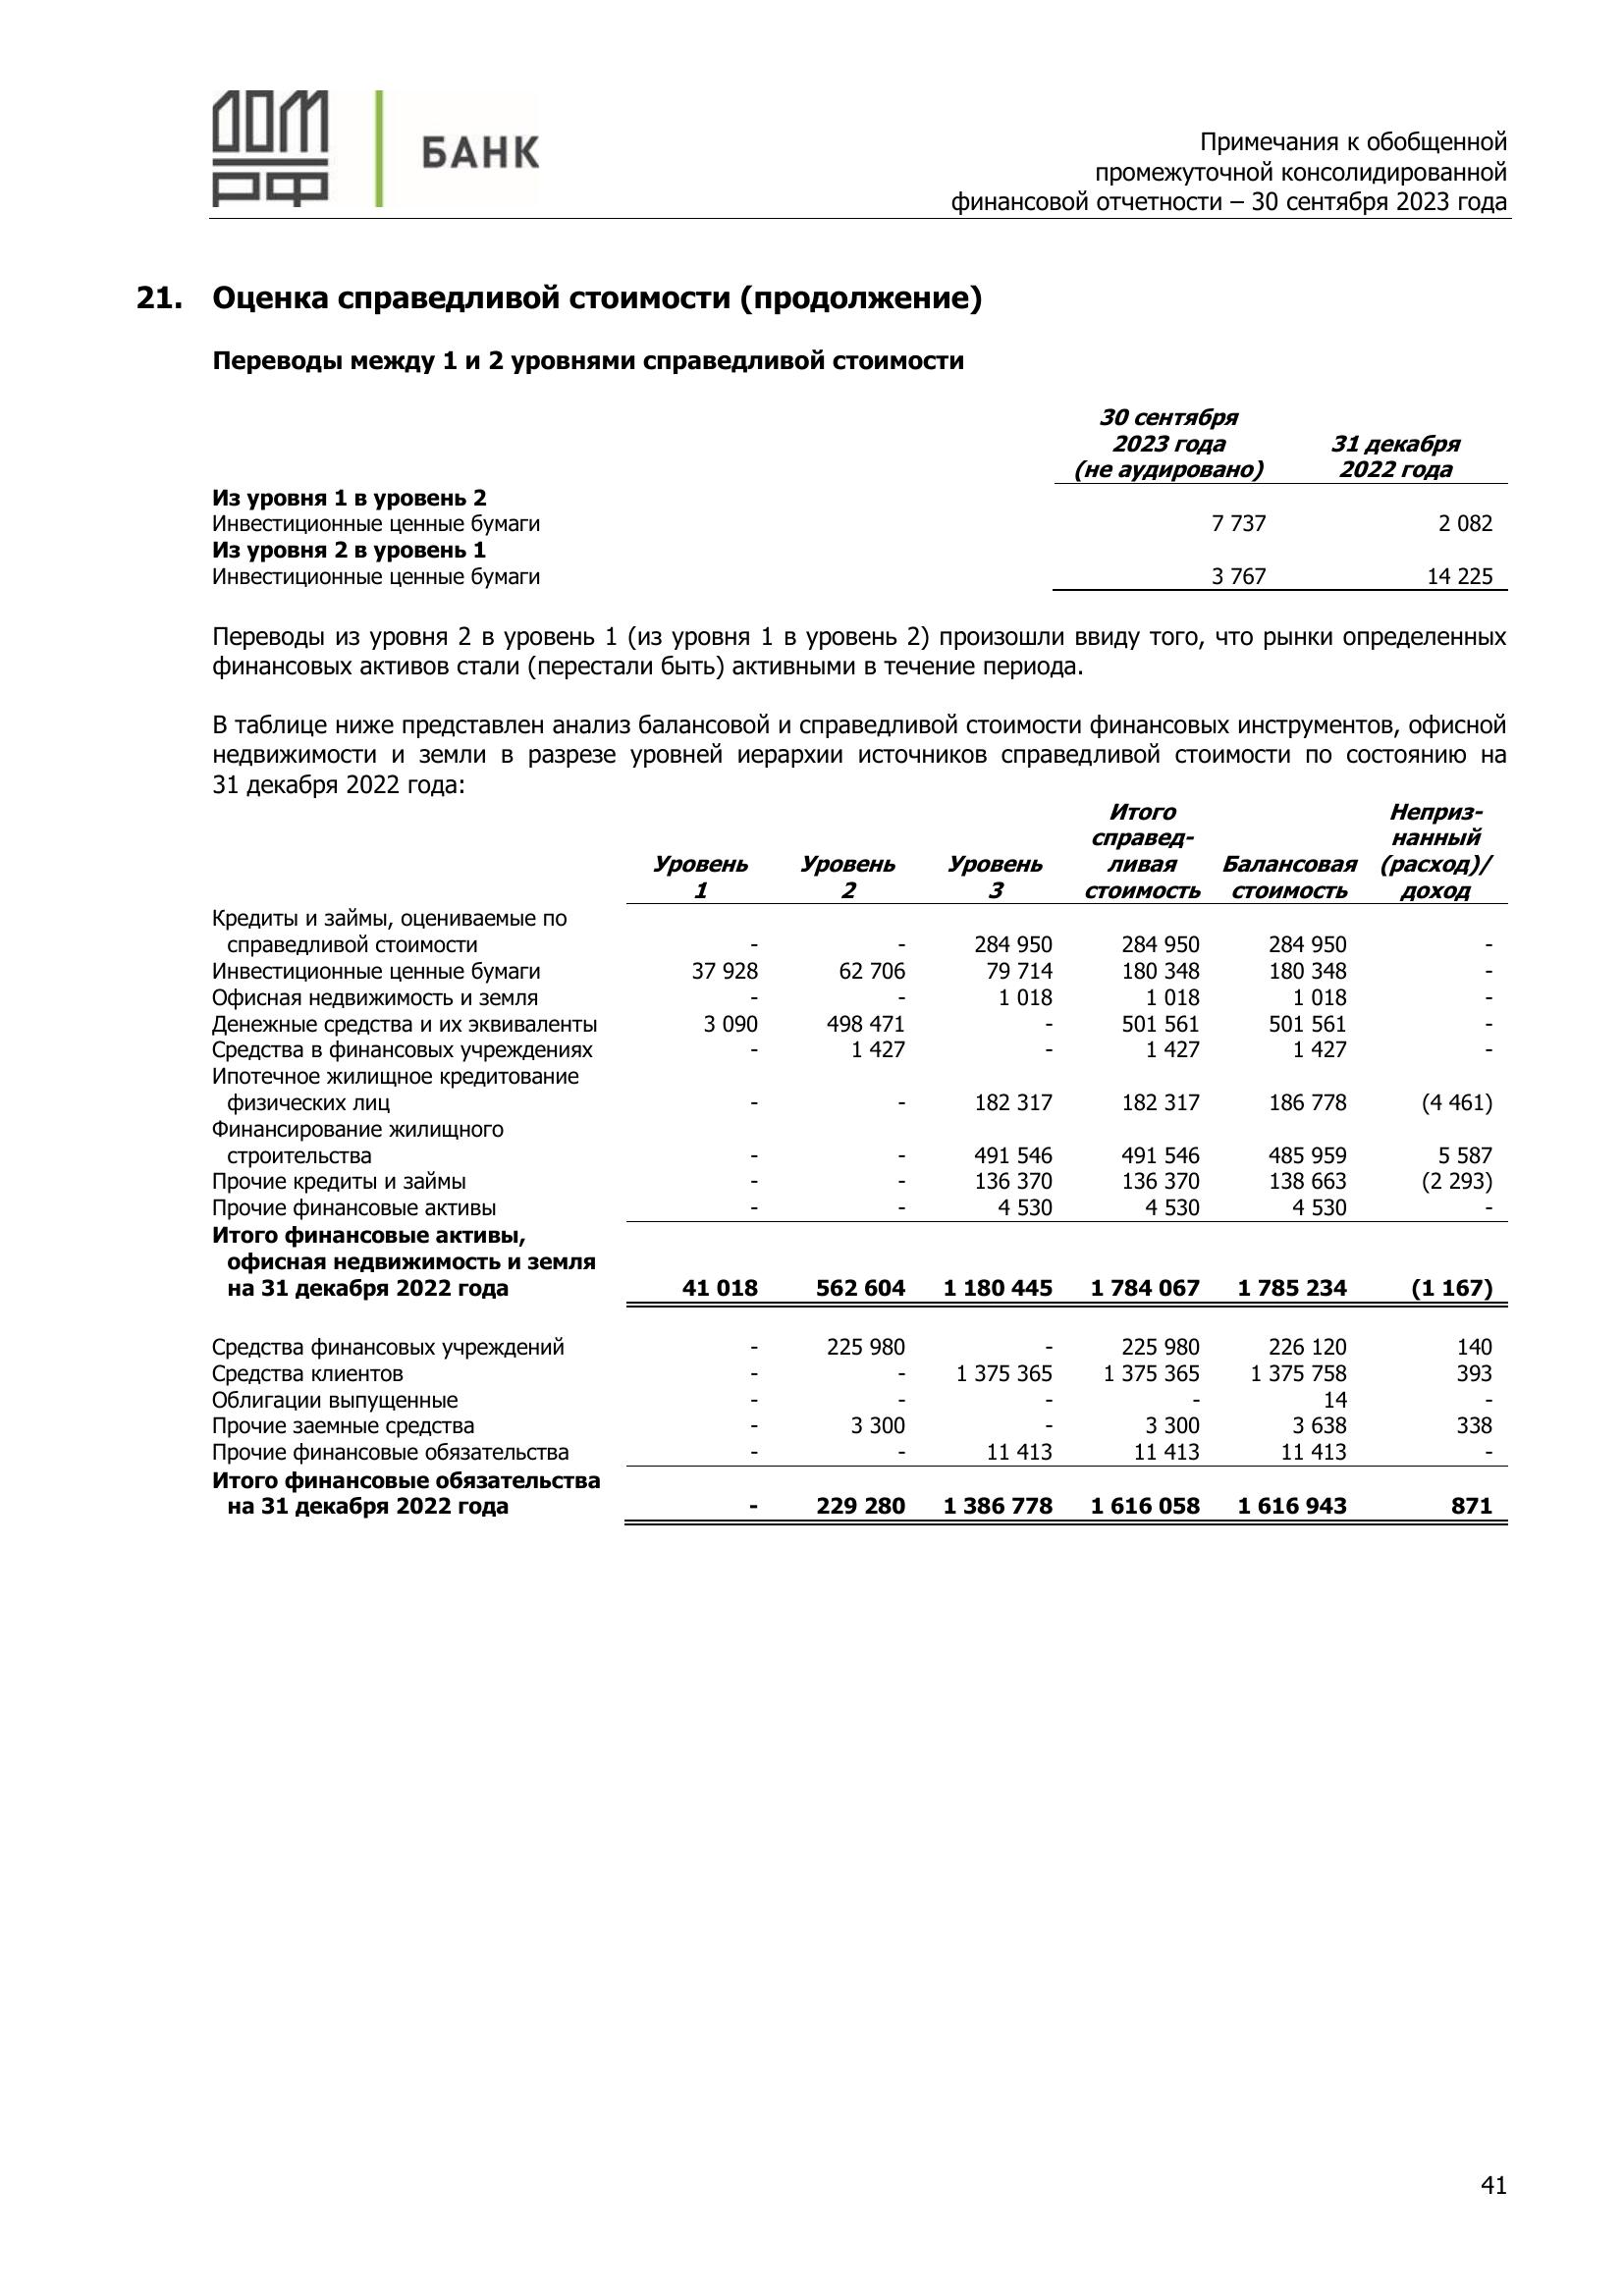 ДОМ
РФ
БАНК
Примечания к обобщенной
промежуточной консолидированной
финансовой отчетности – 30 сентября 2023 года
21. Оценка справедливой стоимости (продолжение)
Переводы между 1 и 2 уровнями справедливой стоимости
30 сентября
2023 года 31 декабря
(не аудировано) 2022 года
Из уровня 1 в уровень 2
Инвестиционные ценные бумаги 7 737 2 082
Из уровня 2 в уровень 1
Инвестиционные ценные бумаги 3 767 14 225
Переводы из уровня 2 в уровень 1 (из уровня 1 в уровень 2) произошли ввиду того, что рынки определенных
финансовых активов стали (перестали быть) активными в течение периода.
В таблице ниже представлен анализ балансовой и справедливой стоимости финансовых инструментов, офисной
недвижимости и земли в разрезе уровней иерархии источников справедливой стоимости по состоянию на
31 декабря 2022 года:
Итого Неприз-
справед- нанный
Уровень Уровень Уровень ливая Балансовая (расход)/
1 2 3 стоимость стоимость доход
Кредиты и займы, оцениваемые по
справедливой стоимости - - 284 950 284 950 284 950 -
Инвестиционные ценные бумаги 37 928 62 706 79 714 180 348 180 348 -
Офисная недвижимость и земля - - 1 018 1 018 1 018 -
Денежные средства и их эквиваленты 3 090 498 471 - 501 561 501 561 -
Средства в финансовых учреждениях - 1 427 - 1 427 1 427 -
Ипотечное жилищное кредитование
физических лиц - - 182 317 182 317 186 778 (4 461)
Финансирование жилищного
строительства - - 491 546 491 546 485 959 5 587
Прочие кредиты и займы - - 136 370 136 370 138 663 (2 293)
Прочие финансовые активы - - 4 530 4 530 4 530 -
Итого финансовые активы,
офисная недвижимость и земля
на 31 декабря 2022 года 41 018 562 604 1 180 445 1 784 067 1 785 234 (1 167)
Средства финансовых учреждений - 225 980 - 225 980 226 120 140
Средства клиентов - - 1 375 365 1 375 365 1 375 758 393
Облигации выпущенные - - - - 14 -
Прочие заемные средства - 3 300 - 3 300 3 638 338
Прочие финансовые обязательства - - 11 413 11 413 11 413 -
Итого финансовые обязательства
на 31 декабря 2022 года - 229 280 1 386 778 1 616 058 1 616 943 871
41